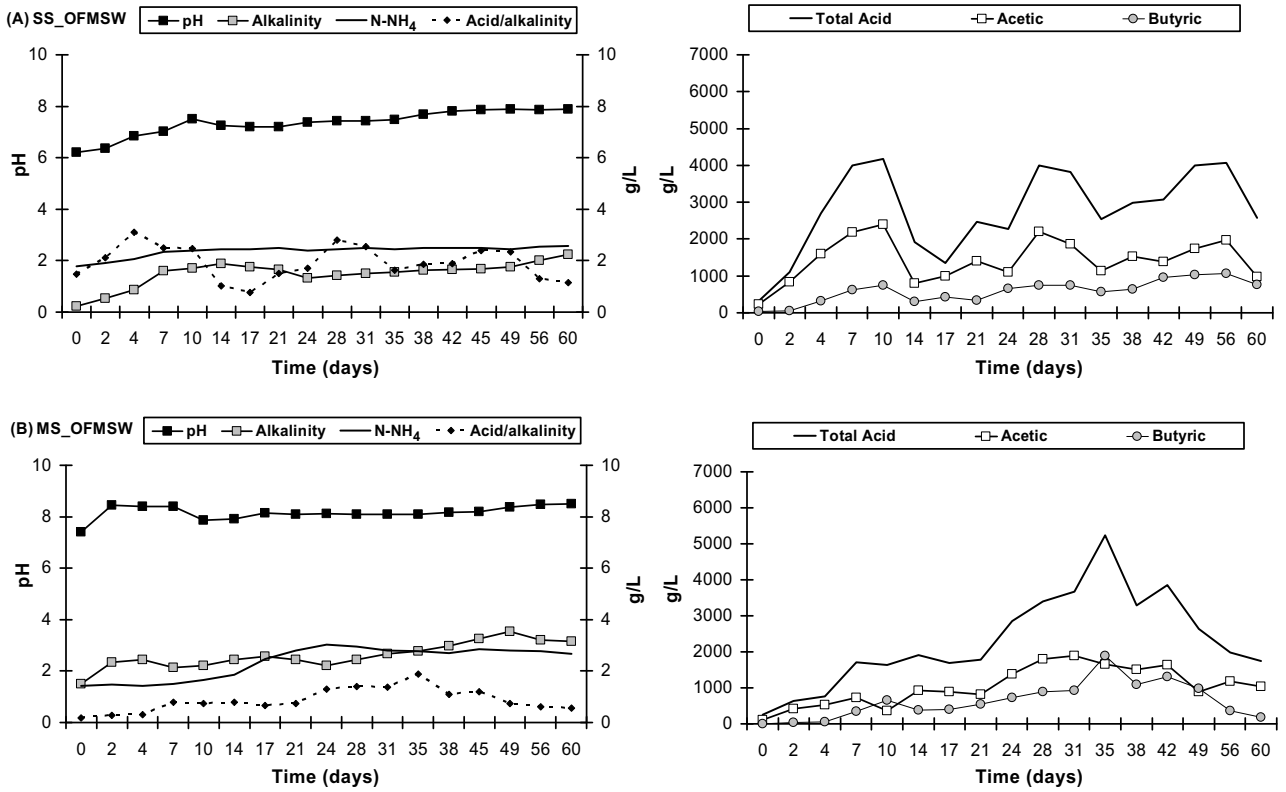 (A) SS_OFMSW
pH Alkalinity N-NH4 Acid/alkalinity
10 8 6 4 2 0
pH
10 8 6 4 2 0
g/L
0 2 4 7 10 14 17 21 24 28 31 35 38 42 45 49 56 60
Time (days)
Total Acid Acetic Butyric
7000 6000 5000 4000 3000 2000 1000 0
g/L
0 2 4 7 10 14 17 21 24 28 31 35 38 42 49 56 60
Time (days)
(B) MS_OFMSW
pH Alkalinity N-NH4 Acid/alkalinity
10 8 6 4 2 0
pH
10 8 6 4 2 0
g/L
0 2 4 7 10 14 17 21 24 28 31 35 38 45 49 56 60
Time (days)
Total Acid Acetic Butyric
7000 6000 5000 4000 3000 2000 1000 0
g/L
0 2 4 7 10 14 17 21 24 28 31 35 38 42 49 56 60
Time (days)